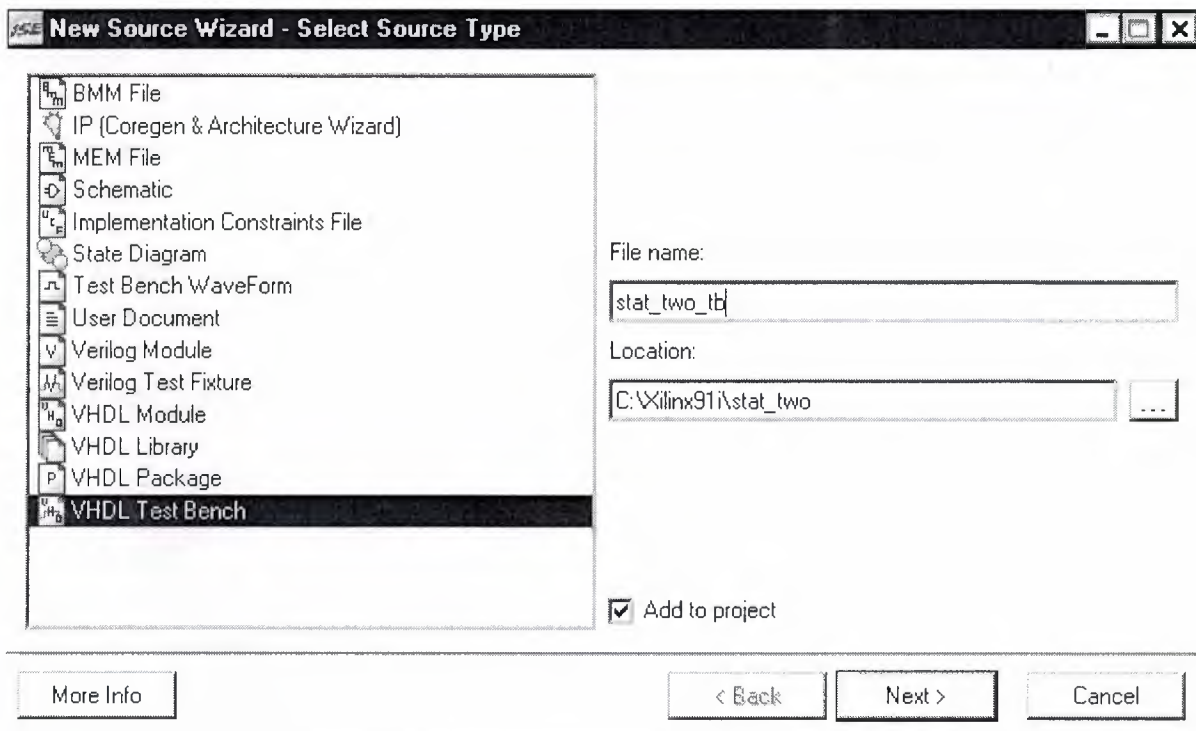 ISE New Source Wizard - Select Source Type
BMM File
IP (Coregen & Architecture Wizard)
MEM File
Schematic
Implementation Constraints File
State Diagram
Test Bench WaveForm
User Document
Verilog Module
Verilog Test Fixture
VHDL Module
VHDL Library
VHDL Package
VHDL Test Bench
File name:
stat_two_tb
Location:
C:\Xilinx91i\stat_two
...
Add to project
More Info
< Back
Next >
Cancel